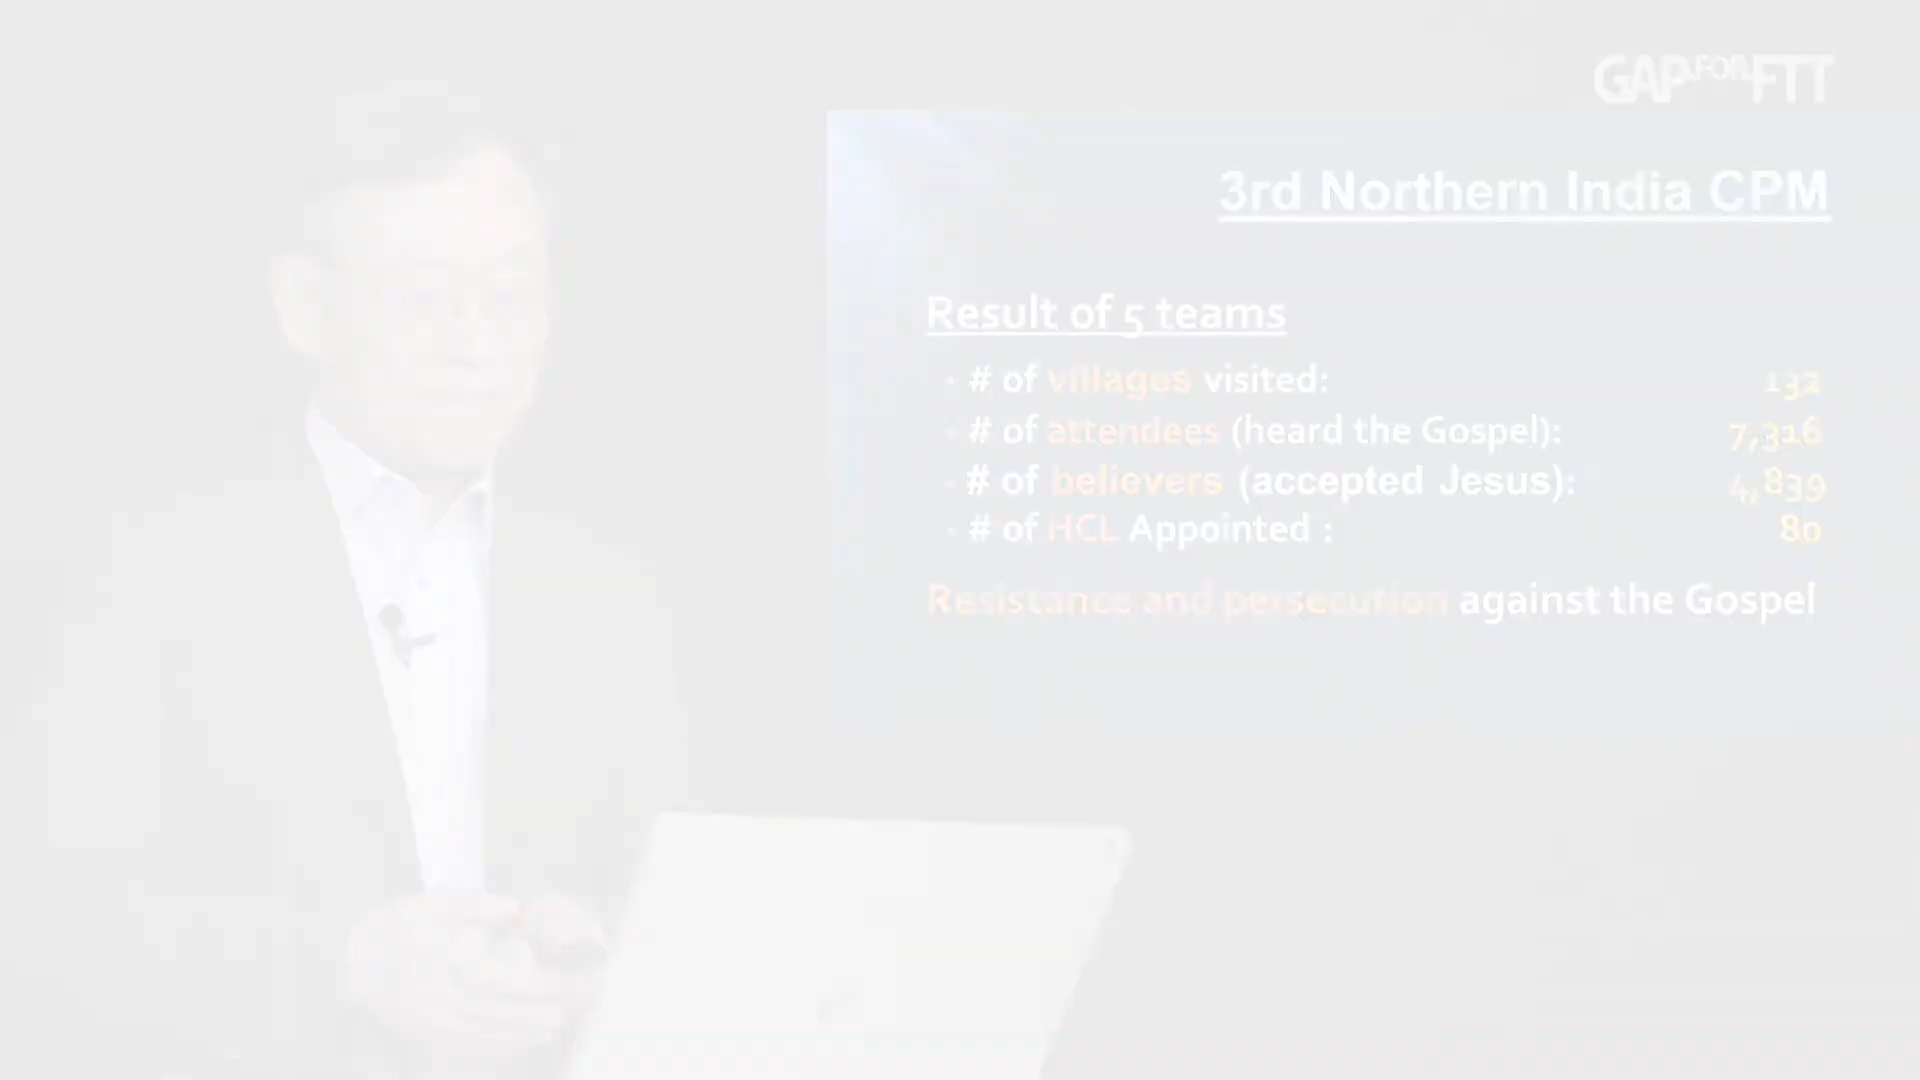 GAP FOR FTT
3rd Northern India CPM
Result of 5 teams
- # of villages visited: 132
- # of attendees (heard the Gospel): 7,316
- # of believers (accepted Jesus): 4,839
- # of HCL Appointed : 80
Resistance and persecution against the Gospel